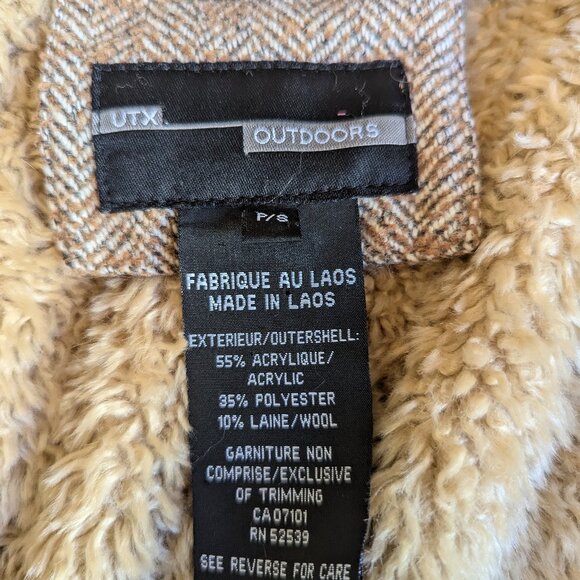 UTX
OUTDOORS
P/S
FABRIQUE AU LAOS
MADE IN LAOS
EXTERIEUR/OUTERSHELL:
55% ACRYLIQUE/
ACRYLIC
35% POLYESTER
10% LAINE/WOOL
GARNITURE NON
COMPRISE/EXCLUSIVE
OF TRIMMING
CA 07101
RN 52539
SEE REVERSE FOR CARE